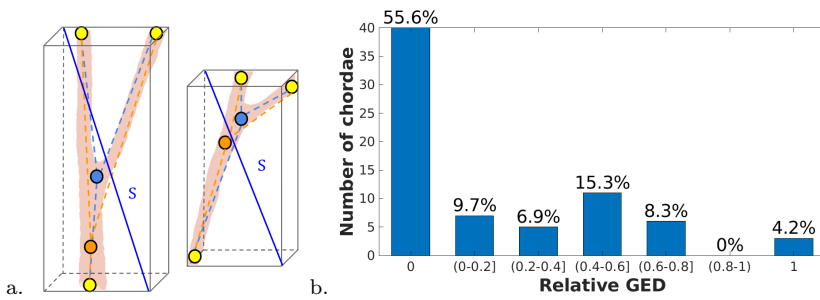 a.
S
S
b.
Number of chordae
40
35
30
25
20
15
10
5
0
55.6%
9.7%
6.9%
15.3%
8.3%
0%
4.2%
0 (0-0.2] (0.2-0.4] (0.4-0.6] (0.6-0.8] (0.8-1) 1
Relative GED